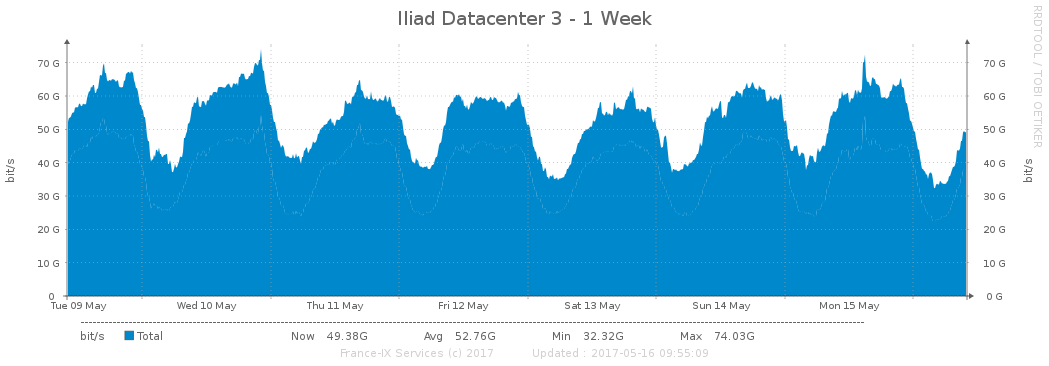 Iliad Datacenter 3 - 1 Week
RRDTOOL / TOBI OETIKER
bit/s
70 G 70 G
60 G 60 G
50 G 50 G
40 G 40 G
30 G 30 G
20 G 20 G
10 G 10 G
0 0 G
bit/s
Tue 09 May Wed 10 May Thu 11 May Fri 12 May Sat 13 May Sun 14 May Mon 15 May
bit/s Total Now 49.38G Avg 52.76G Min 32.32G Max 74.03G
France-IX Services (c) 2017 Updated : 2017-05-16 09:55:09